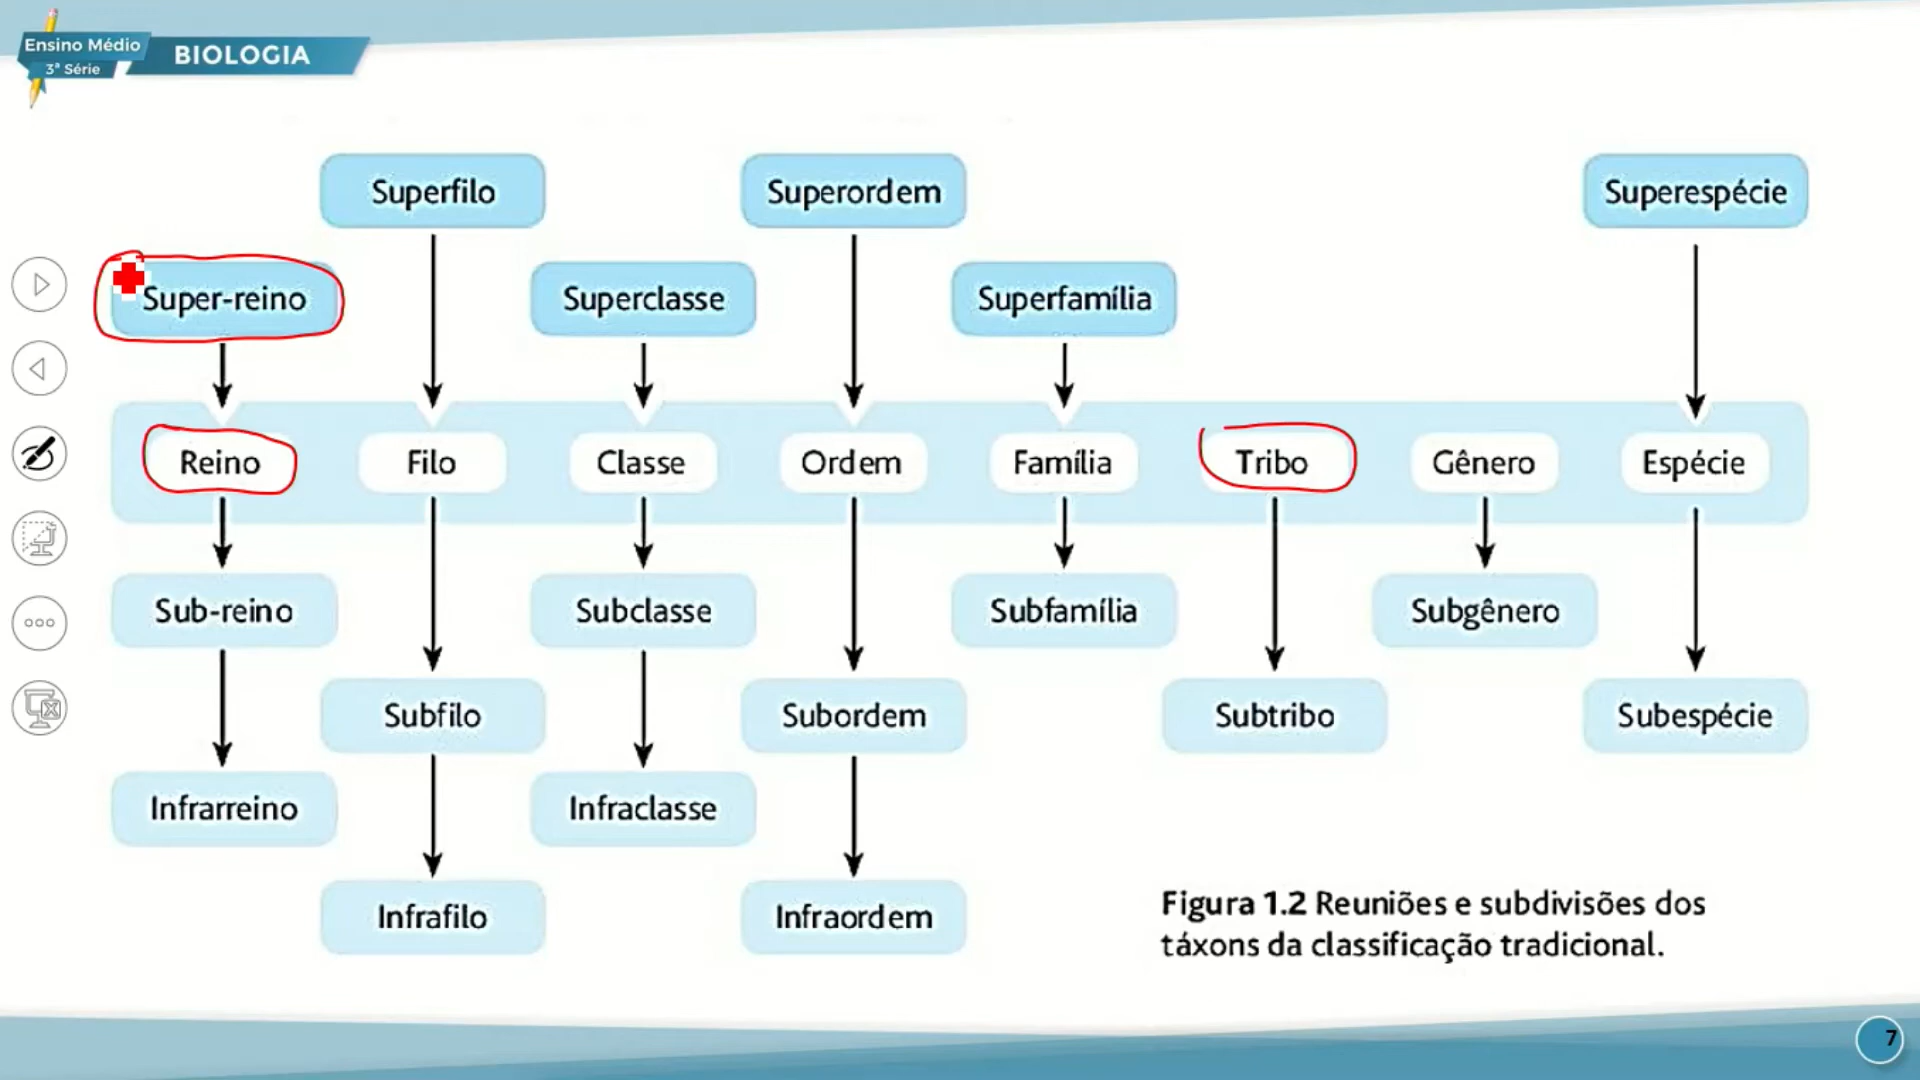 Ensino Médio
3ª Série
BIOLOGIA
Superfilo
Superordem
Superespécie
Super-reino
Superclasse
Superfamília
Reino
Filo
Classe
Ordem
Família
Tribo
Gênero
Espécie
Sub-reino
Subclasse
Subfamília
Subgênero
Subfilo
Subordem
Subtribo
Subespécie
Infrarreino
Infraclasse
Infrafilo
Infraordem
Figura 1.2 Reuniões e subdivisões dos
táxons da classificação tradicional.
7